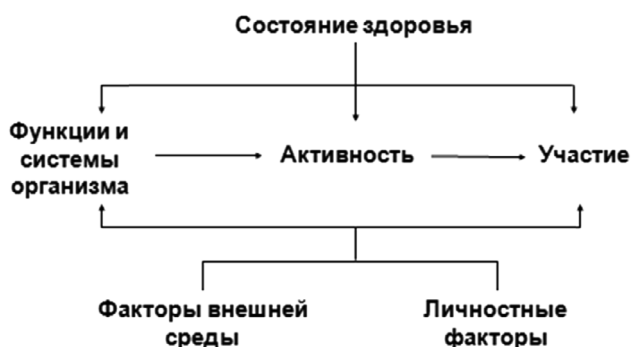 Состояние здоровья
Функции и
системы
организма
Активность
Участие
Факторы внешней
среды
Личностные
факторы